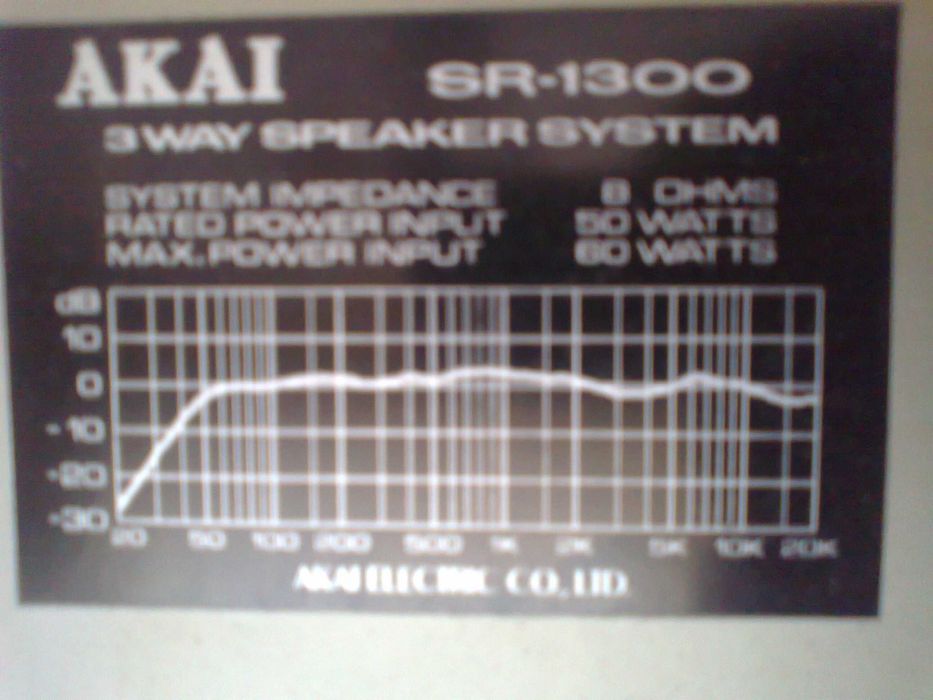 AKAI SR-1300
3 WAY SPEAKER SYSTEM
SYSTEM IMPEDANCE 8 OHMS
RATED POWER INPUT 50 WATTS
MAX. POWER INPUT 60 WATTS
dB
10
0
-10
-20
-30
20 50 100 200 500 1K 2K 5K 10K 20K
AKAI ELECTRIC CO., LTD.